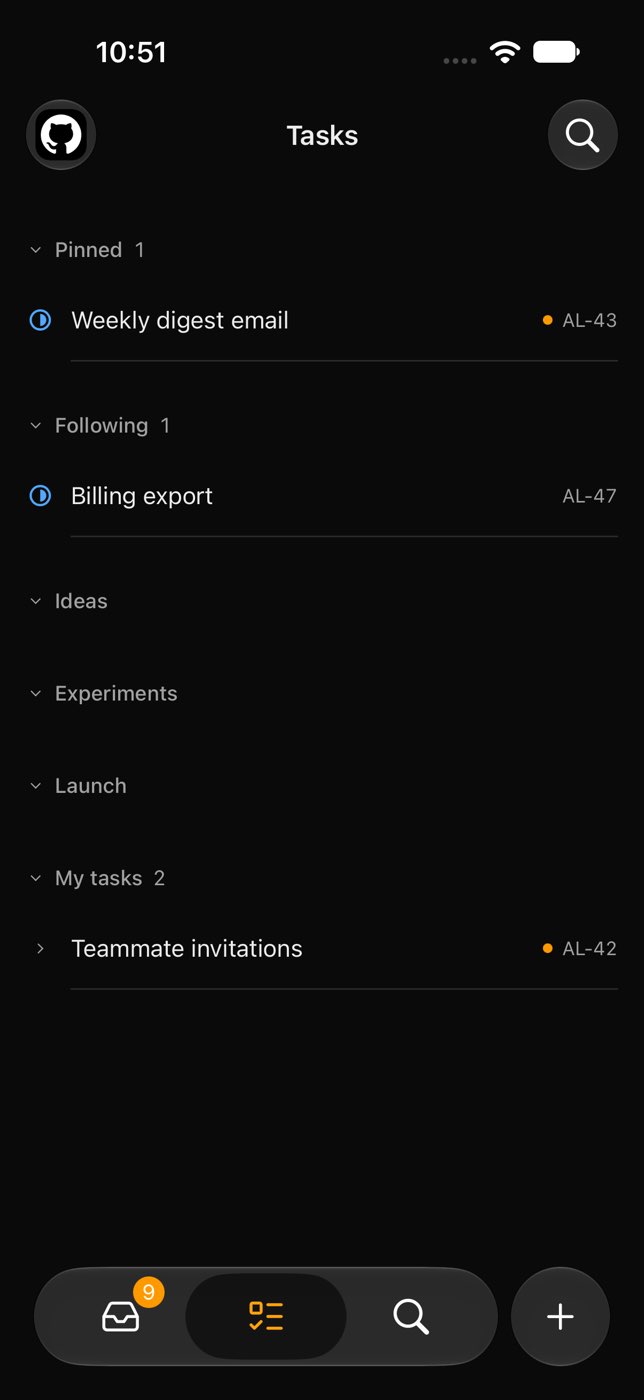 10:51
Tasks
Pinned 1
Weekly digest email AL-43
Following 1
Billing export AL-47
Ideas
Experiments
Launch
My tasks 2
Teammate invitations AL-42
9